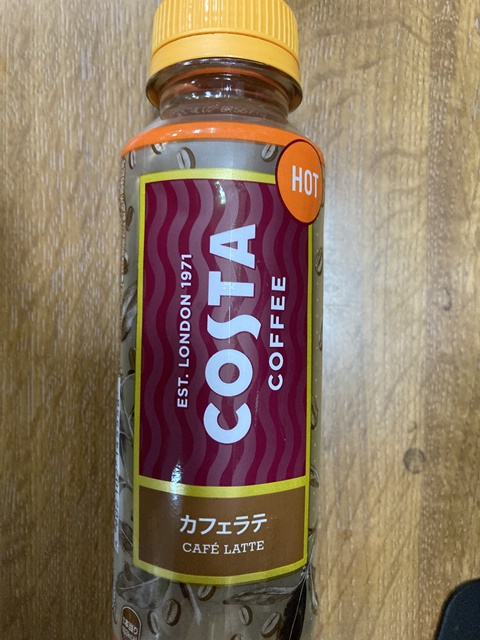 HOT
EST. LONDON 1971
COSTA
COFFEE
カフェラテ
CAFÉ LATTE